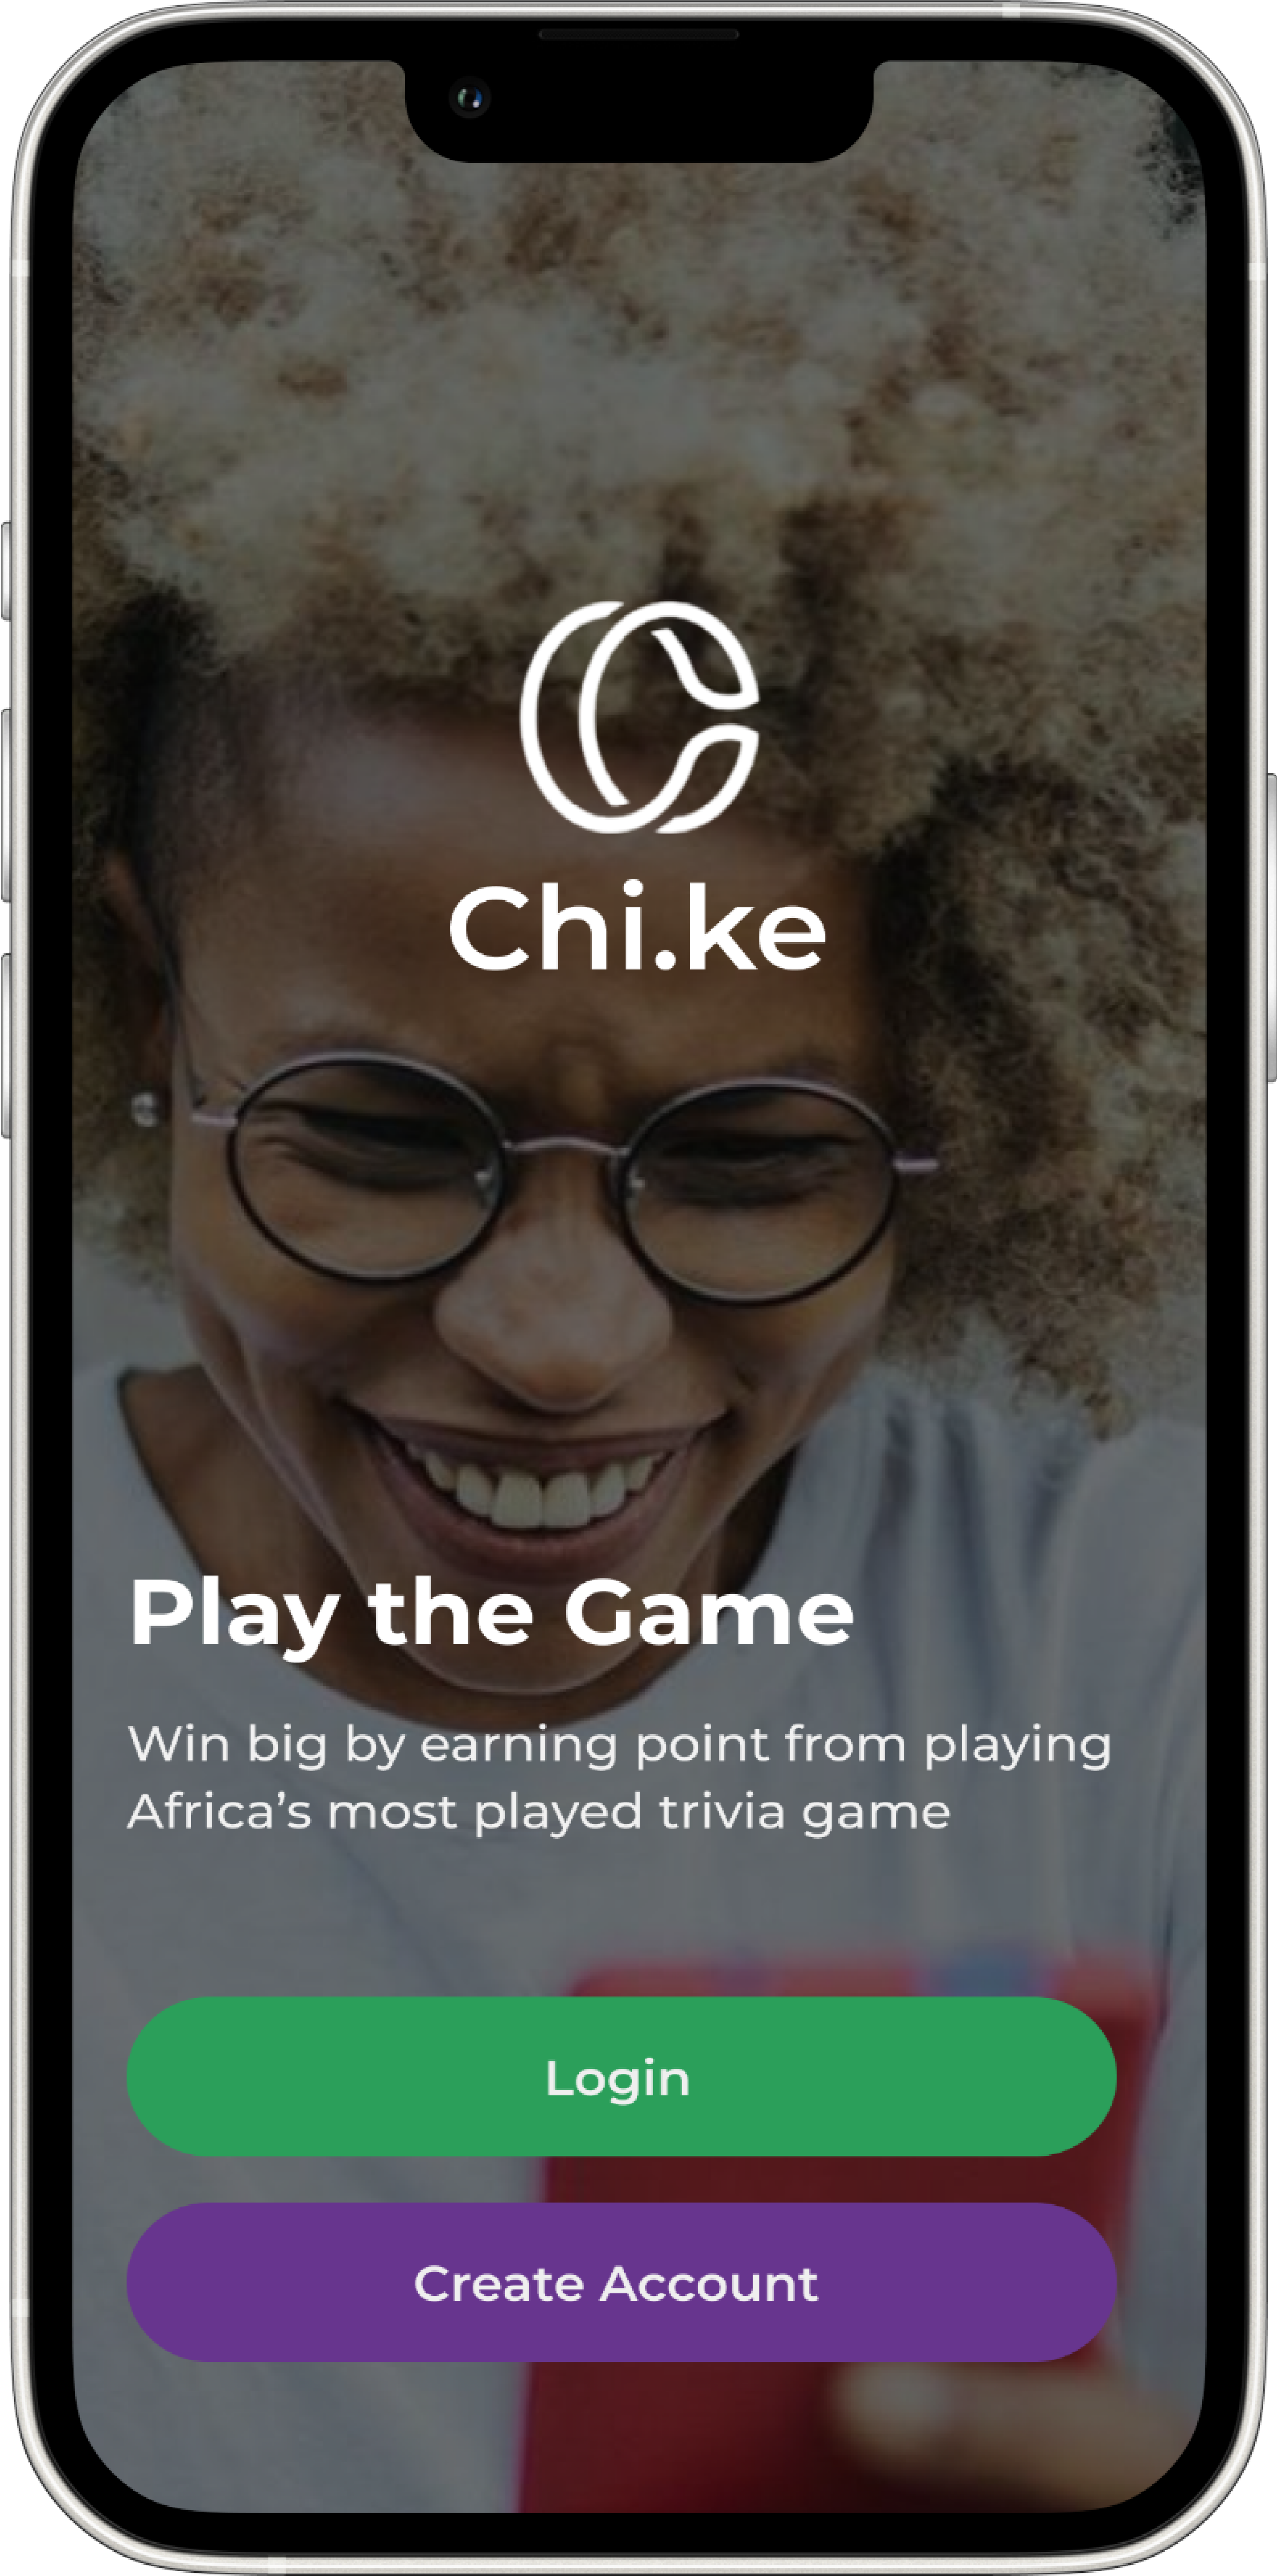 Chi.ke
Play the Game
Win big by earning point from playing
Africa’s most played trivia game
Login
Create Account